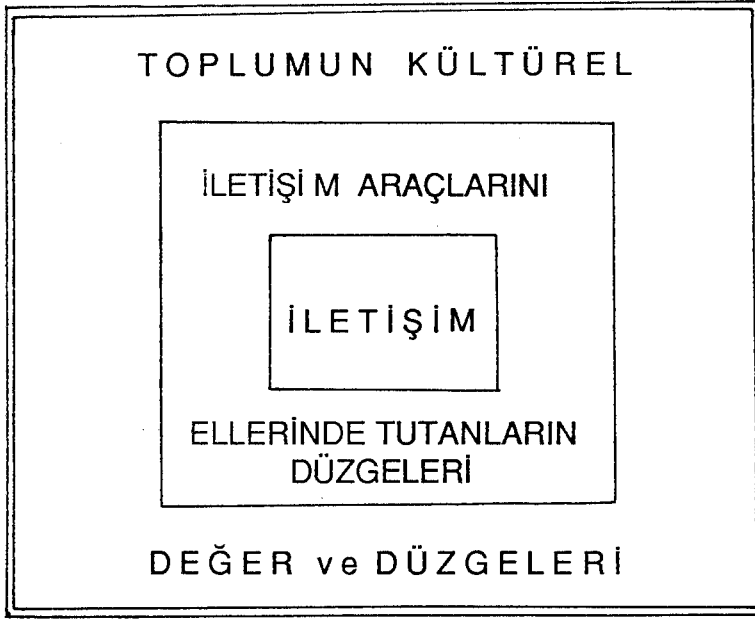 TOPLUMUN KÜLTÜREL
İLETİŞİM ARAÇLARINI
İLETİŞİM
ELLERİNDE TUTANLARIN
DÜZGELERİ
DEĞER ve DÜZGELERİ